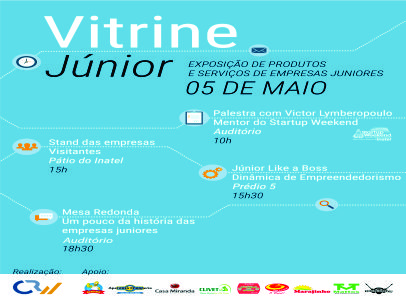 Vitrine
Júnior
EXPOSIÇÃO DE PRODUTOS
E SERVIÇOS DE EMPRESAS JUNIORES
05 DE MAIO
Palestra com Victor Lymberopoulo
Mentor do Startup Weekend
Auditório
10h
Stand das empresas
Visitantes
Pátio do Inatel
15h
Júnior Like a Boss
Dinâmica de Empreendedorismo
Prédio 5
15h30
Mesa Redonda
Um pouco da história das
empresas juniores
Auditório
18h30
Realização:
Apoio:
CRW
Casa Miranda
Marajinho